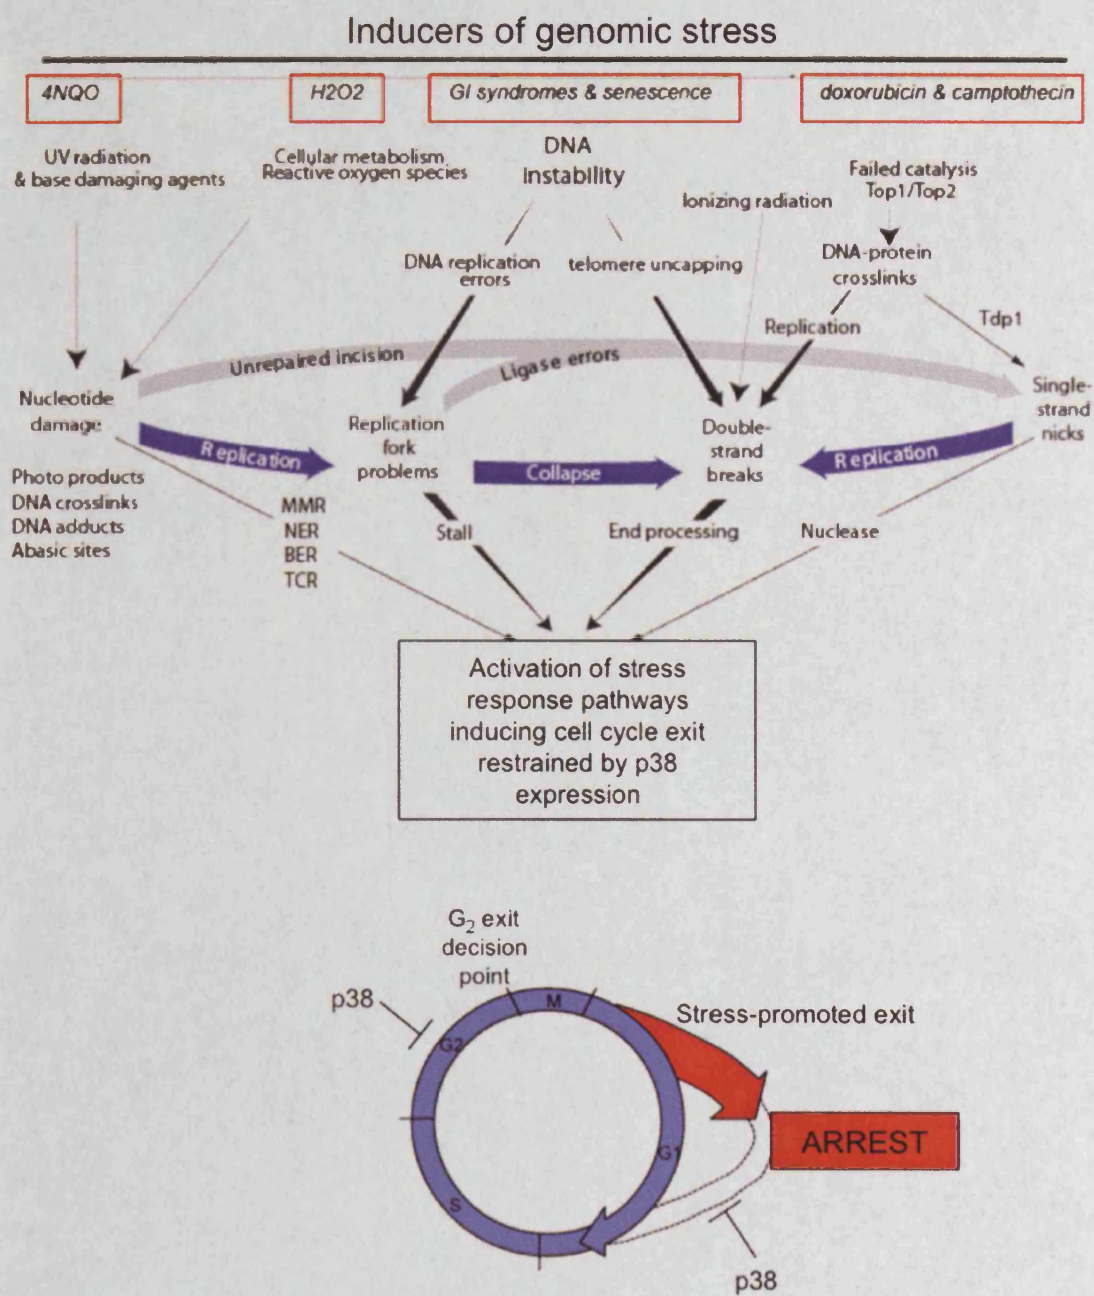 Inducers of genomic stress
4NQO
H2O2
GI syndromes & senescence
doxorubicin & camptothecin
UV radiation
& base damaging agents
Cellular metabolism
Reactive oxygen species
DNA
Instability
Ionizing radiation
Failed catalysis
Top1/Top2
DNA replication
errors
telomere uncapping
DNA-protein
crosslinks
Replication
Tdp1
Unrepaired incision
Ligase errors
Nucleotide
damage
Replication
fork
problems
Double-
strand
breaks
Single-
strand
nicks
Replication
Collapse
Replication
Photo products
DNA crosslinks
DNA adducts
Abasic sites
MMR
NER
BER
TCR
Stall
End processing
Nuclease
Activation of stress
response pathways
inducing cell cycle exit
restrained by p38
expression
G₂ exit
decision
point
p38
M
G2
Stress-promoted exit
ARREST
G1
S
p38